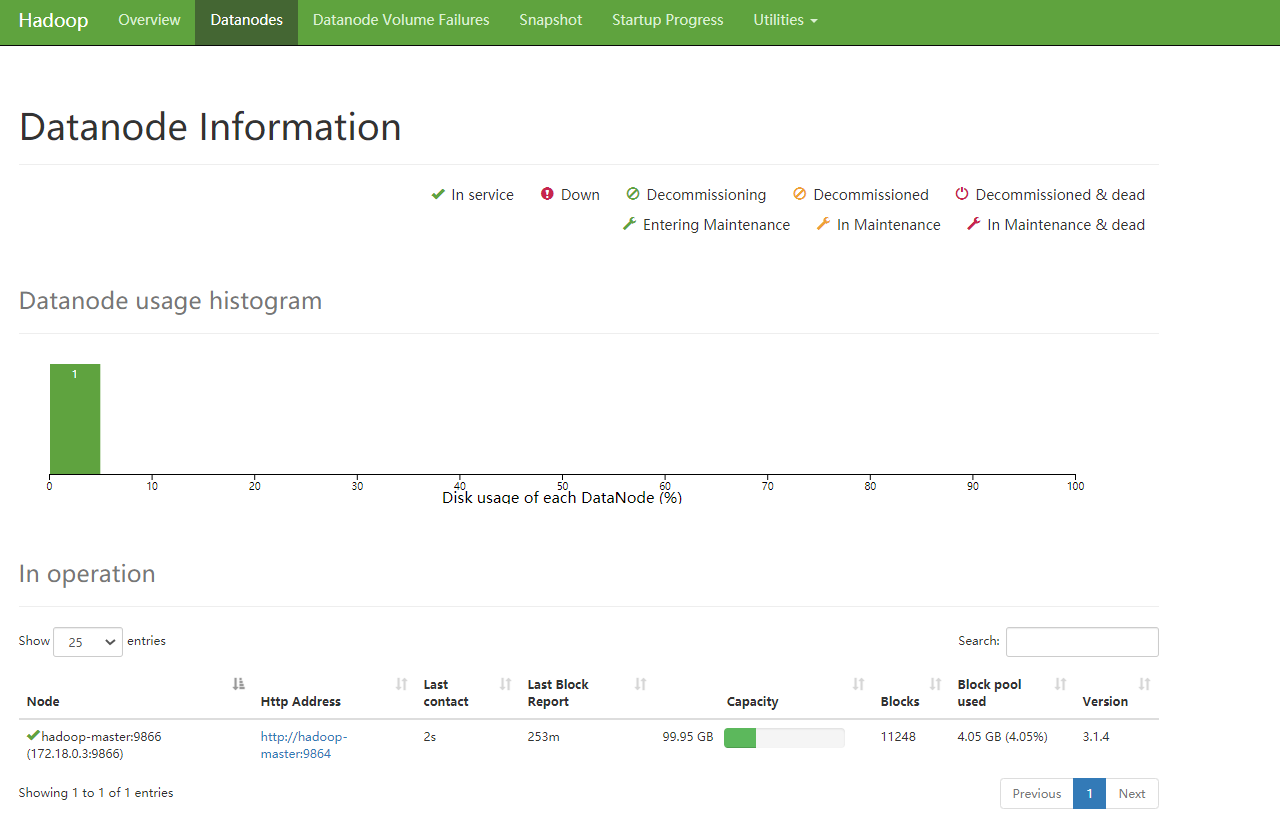 Hadoop Overview Datanodes Datanode Volume Failures Snapshot Startup Progress Utilities
Datanode Information
In service Down Decommissioning Decommissioned Decommissioned & dead
Entering Maintenance In Maintenance In Maintenance & dead
Datanode usage histogram
1
0 10 20 30 40 50 60 70 80 90 100
Disk usage of each DataNode (%)
In operation
Show 25 entries Search:
Node Http Address Last contact Last Block Report Capacity Blocks Block pool used Version
hadoop-master:9866 http://hadoop- 2s 253m 99.95 GB 11248 4.05 GB (4.05%) 3.1.4
(172.18.0.3:9866) master:9864
Showing 1 to 1 of 1 entries Previous 1 Next